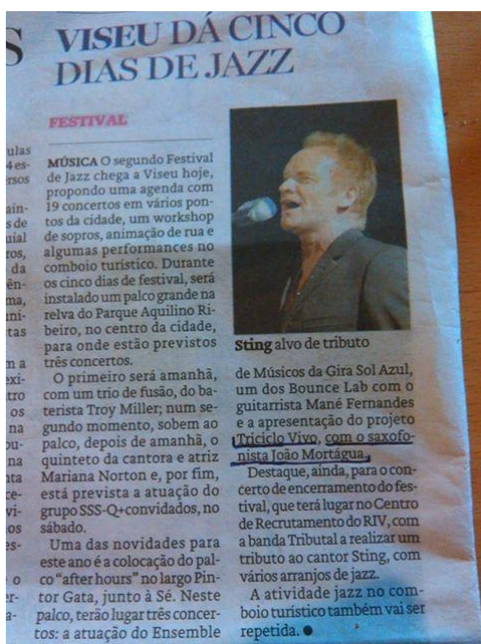 S
VISEU DÁ CINCO
DIAS DE JAZZ
FESTIVAL
MÚSICA O segundo Festival
de Jazz chega a Viseu hoje,
propondo uma agenda com
19 concertos em vários pon-
tos da cidade, um workshop
de sopros, animação de rua e
algumas performances no
comboio turístico. Durante
os cinco dias de festival, será
instalado um palco grande na
relva do Parque Aquilino Ri-
beiro, no centro da cidade,
para onde estão previstos
três concertos.
O primeiro será amanhã,
com um trio de fusão, do ba-
terista Troy Miller; num se-
gundo momento, sobem ao
palco, depois de amanhã, o
quinteto da cantora e atriz
Mariana Norton e, por fim,
está prevista a atuação do
grupo SSS-Q+convidados, no
sábado.
Uma das novidades para
este ano é a colocação do pal-
co “after hours” no largo Pin-
tor Gata, junto à Sé. Neste
palco, terão lugar três concer-
tos: a atuação do Ensemble
Sting alvo de tributo
de Músicos da Gira Sol Azul,
um dos Bounce Lab com o
guitarrista Mané Fernandes
e a apresentação do projeto
Triciclo Vivo, com o saxofo-
nista João Mortágua.
Destaque, ainda, para o con-
certo de encerramento do fes-
tival, que terá lugar no Centro
de Recrutamento do RIV, com
a banda Tributal a realizar um
tributo ao cantor Sting, com
vários arranjos de jazz.
A atividade jazz no com-
boio turístico também vai ser
repetida.